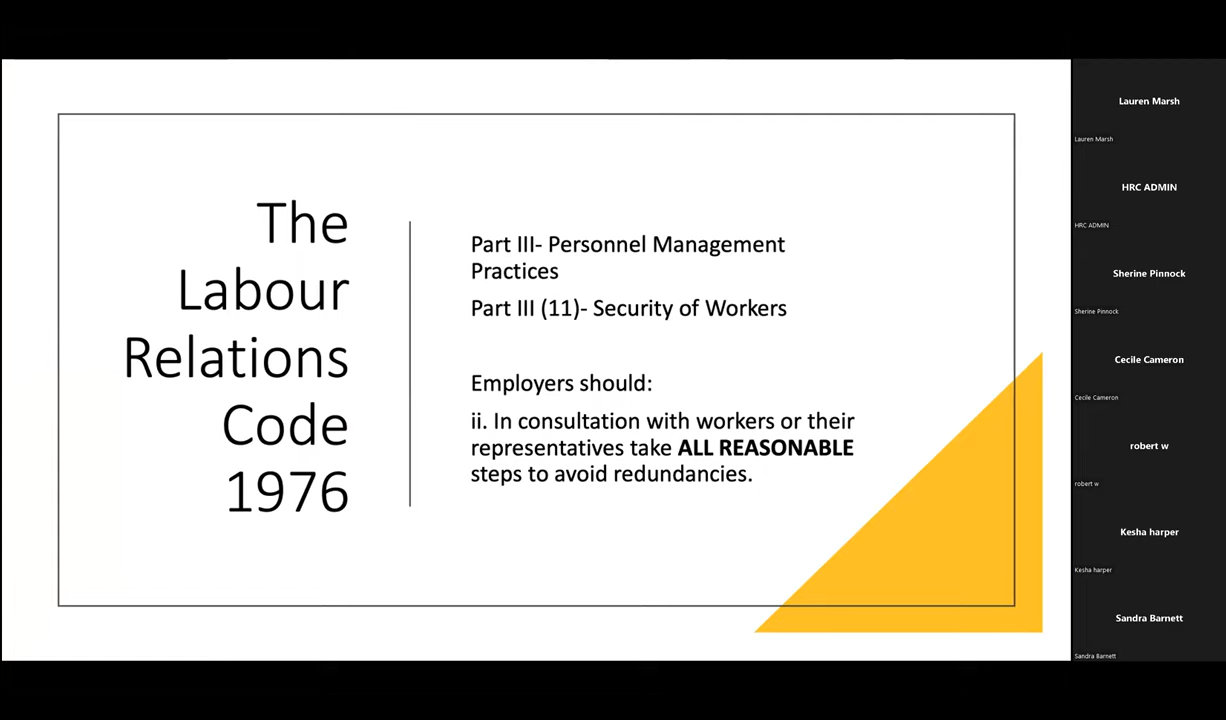 The
Labour
Relations
Code
1976
Part III- Personnel Management
Practices
Part III (11)- Security of Workers
Employers should:
ii. In consultation with workers or their
representatives take ALL REASONABLE
steps to avoid redundancies.
Lauren Marsh
Lauren Marsh
HRC ADMIN
HRC ADMIN
Sherine Pinnock
Sherine Pinnock
Cecile Cameron
Cecile Cameron
robert w
robert w
Kesha harper
Kesha harper
Sandra Barnett
Sandra Barnett